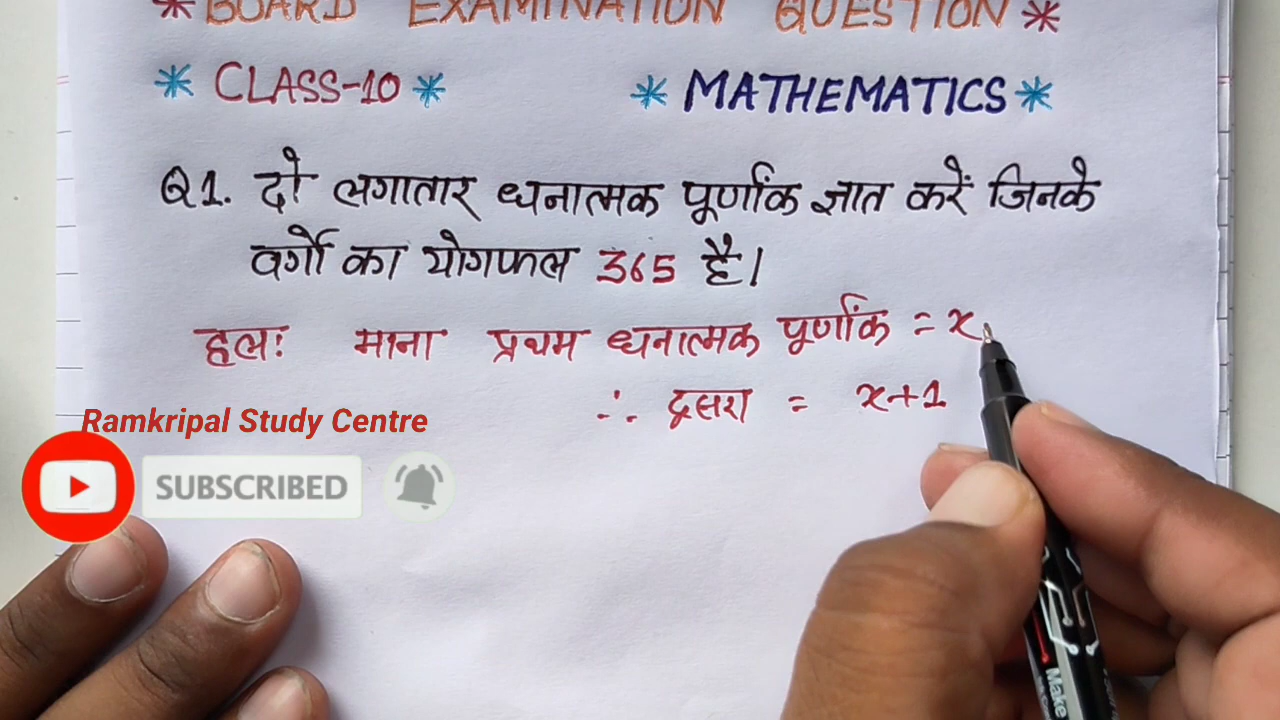 *BOARD EXAMINATION QUESTION*
* CLASS-10 * * MATHEMATICS *
Q1. दो लगातार धनात्मक पूर्णांक ज्ञात करें जिनके
वर्गो का योगफल 365 है।
हलः माना प्रथम धनात्मक पूर्णांक = x
∴ दूसरा = x+1
Ramkripal Study Centre
SUBSCRIBED
Make